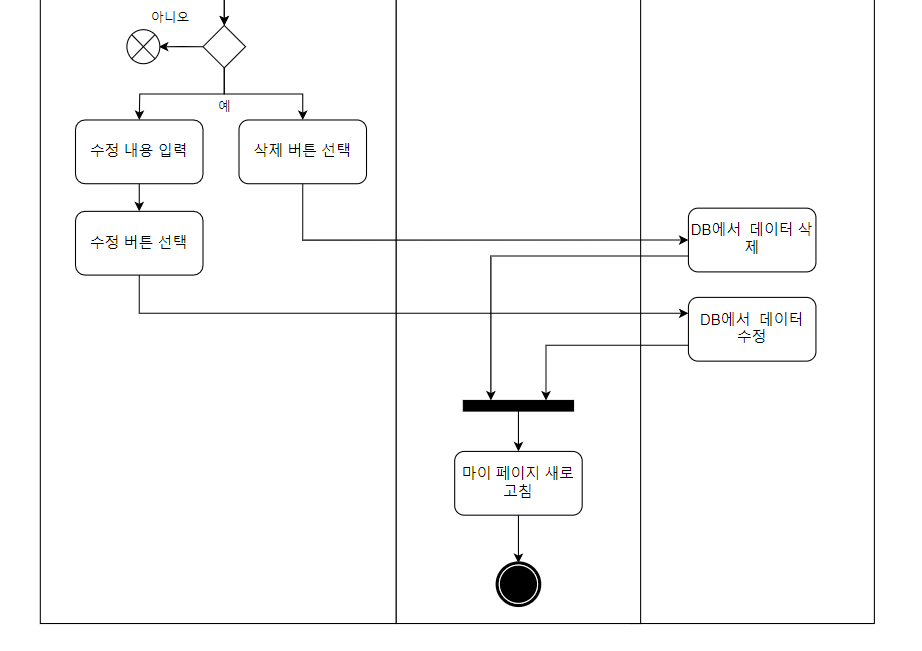 아니오
예
수정 내용 입력
삭제 버튼 선택
수정 버튼 선택
DB에서 데이터 삭
제
DB에서 데이터
수정
마이 페이지 새로
고침